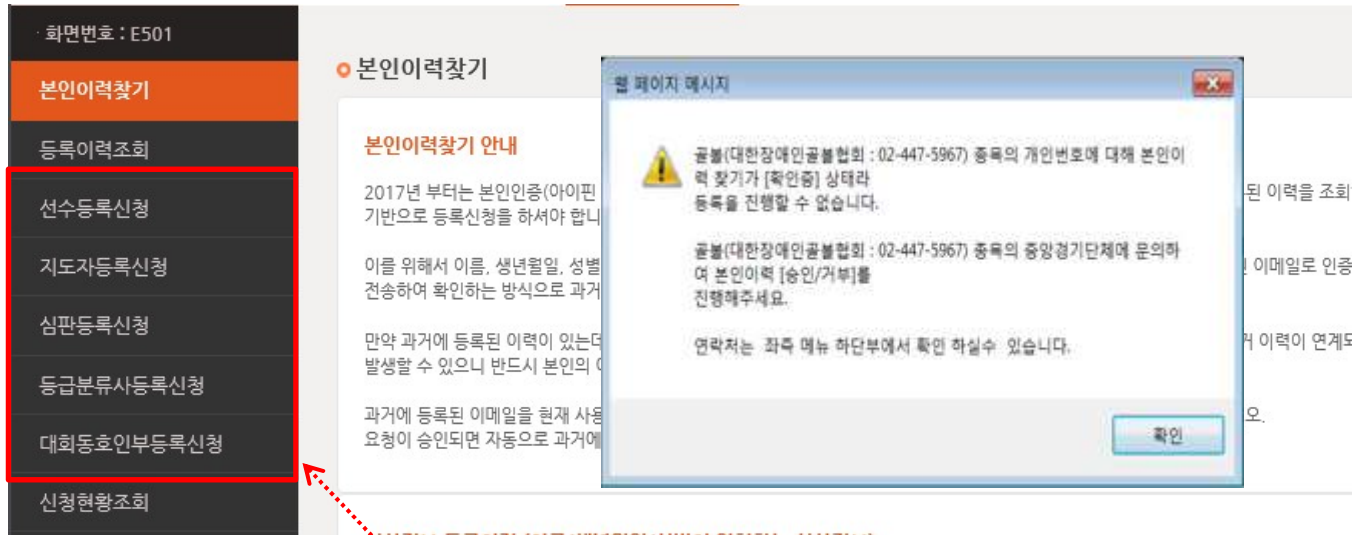 · 화면번호 : E501
본인이력찾기
등록이력조회
선수등록신청
지도자등록신청
심판등록신청
등급분류사등록신청
대회동호인부등록신청
신청현황조회
본인이력찾기
본인이력찾기 안내
2017년 부터는 본인인증(아이핀
된 이력을 조회
기반으로 등록신청을 하셔야 합니
이를 위해서 이름, 생년월일, 성별
이메일로 인증
전송하여 확인하는 방식으로 과거
만약 과거에 등록된 이력이 있는데
거 이력이 연계되
발생할 수 있으니 반드시 본인의
과거에 등록된 이메일을 현재 사용
오.
요청이 승인되면 자동으로 과거에
웹 페이지 메시지
골볼(대한장애인골볼협회 : 02-447-5967) 종목의 개인번호에 대해 본인이
력 찾기가 [확인중] 상태라
등록을 진행할 수 없습니다.
골볼(대한장애인골볼협회 : 02-447-5967) 종목의 중앙경기단체에 문의하
여 본인이력 [승인/거부]를
진행해주세요.
연락처는 좌측 메뉴 하단부에서 확인 하실수 있습니다.
확인